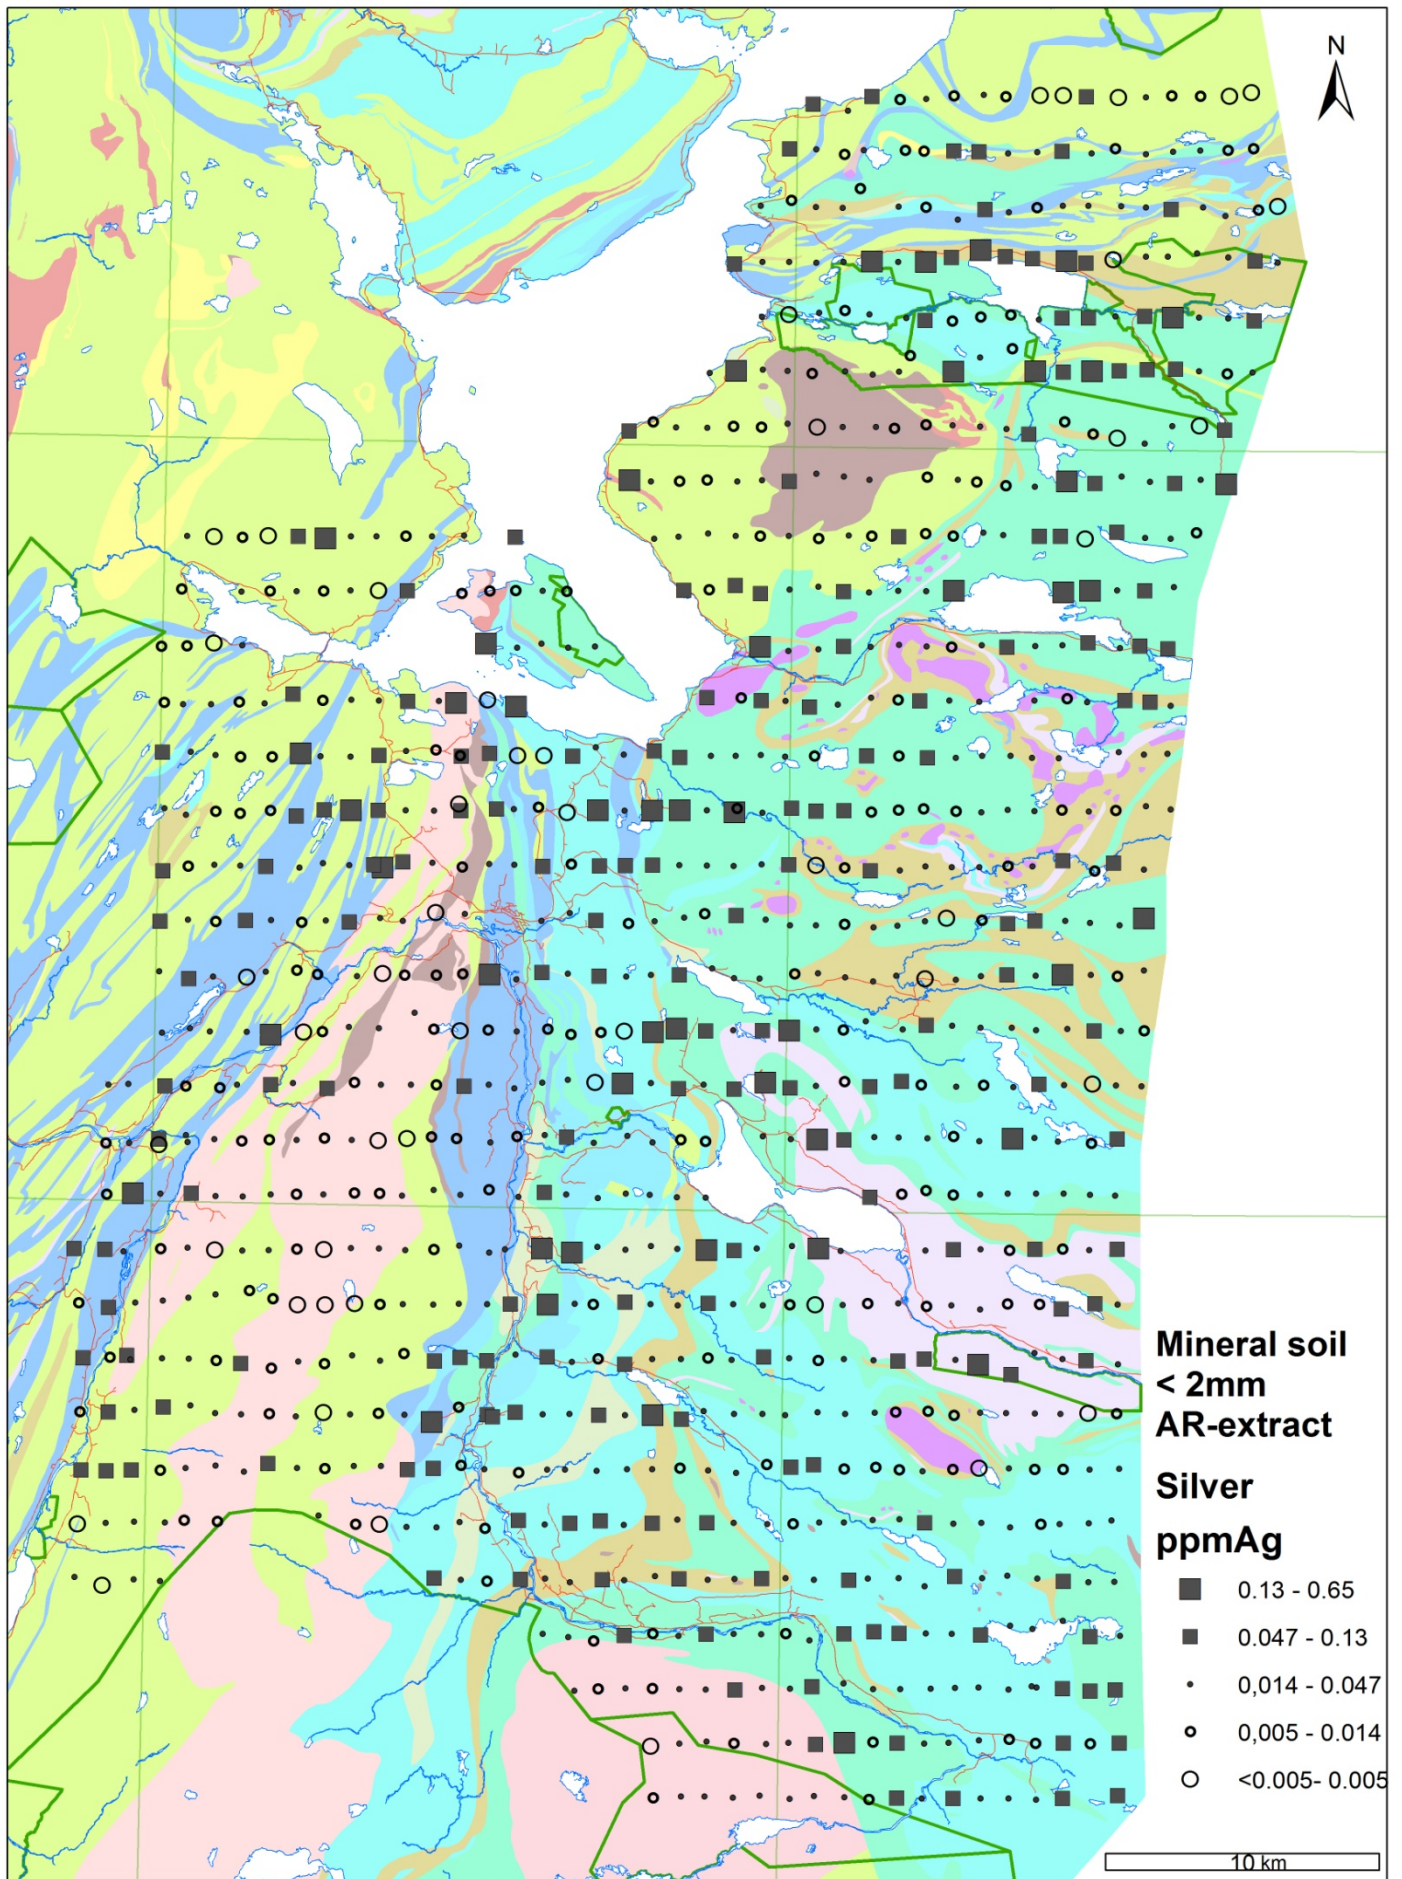 N
Mineral soil
< 2mm
AR-extract
Silver
ppmAg
0.13 - 0.65
0.047 - 0.13
0,014 - 0.047
0,005 - 0.014
<0.005- 0.005
10 km